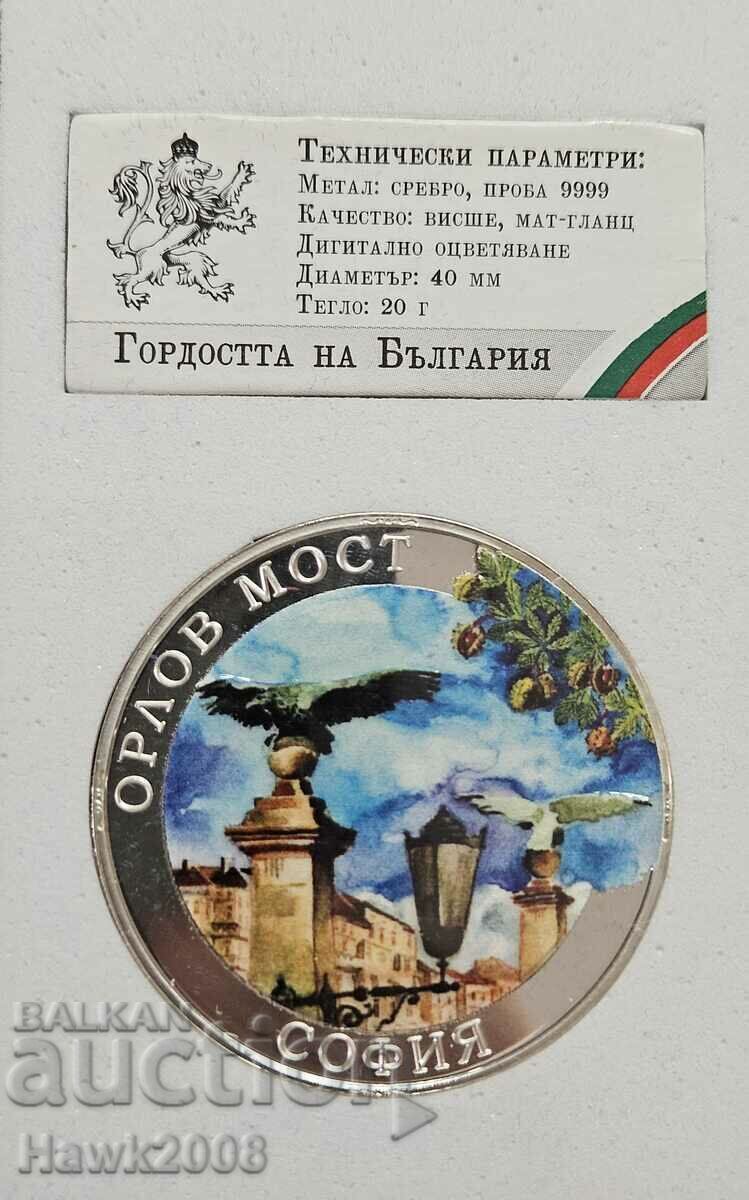 Технически параметри:
Метал: сребро, проба 9999
Качество: висше, мат-гланц
Дигитално оцветяване
Диаметър: 40 мм
Тегло: 20 г
Гордостта на България
ОРЛОВ МОСТ
СОФИЯ
BALKAN
auction
Hawk2008